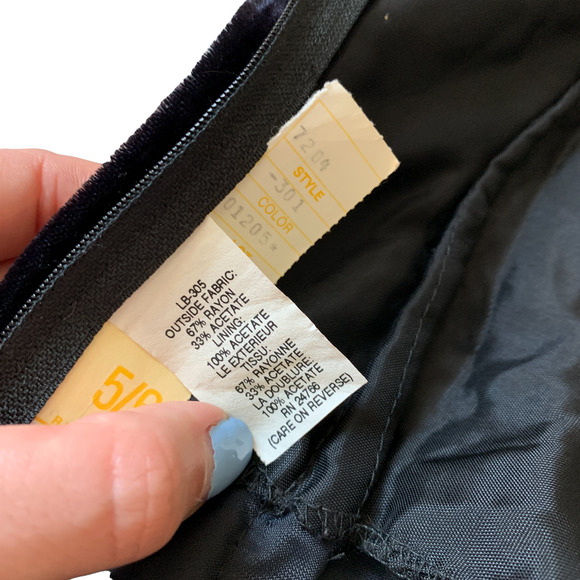 7204
STYLE
-301
COLOR
01205*
LB-305
OUTSIDE FABRIC:
67% RAYON
33% ACETATE
LINING:
100% ACETATE
LE EXTERIEUR
TISSU:
67% RAYONNE
33% ACETATE
LA DOUBLURE:
100% ACETATE
RN 24766
(CARE ON REVERSE)
5/